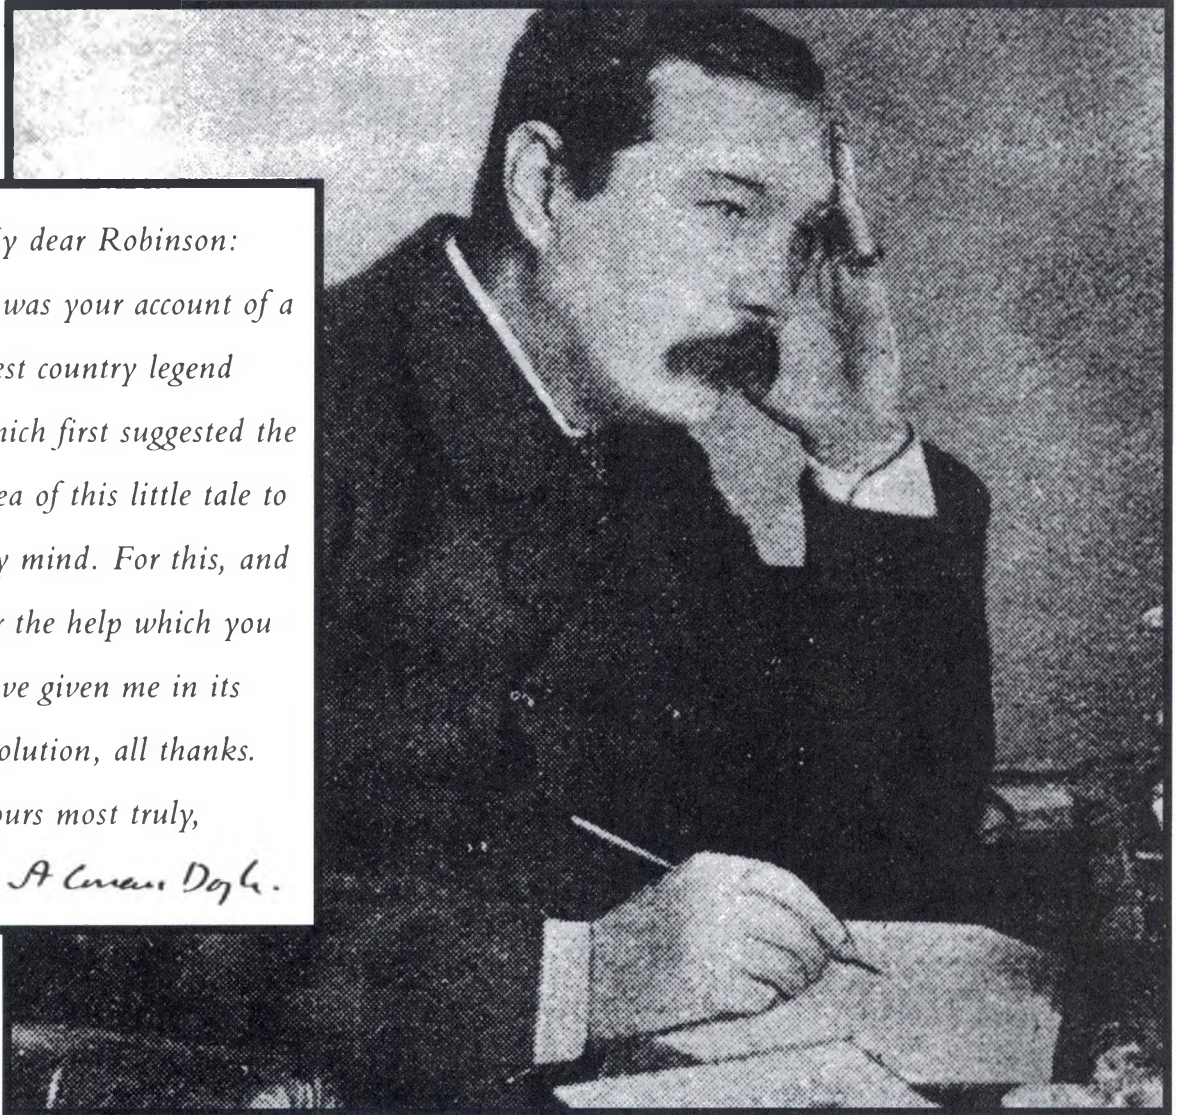 y dear Robinson:
was your account of a
est country legend
hich first suggested the
ea of this little tale to
y mind. For this, and
r the help which you
ve given me in its
olution, all thanks.
ours most truly,
A Conan Doyle.